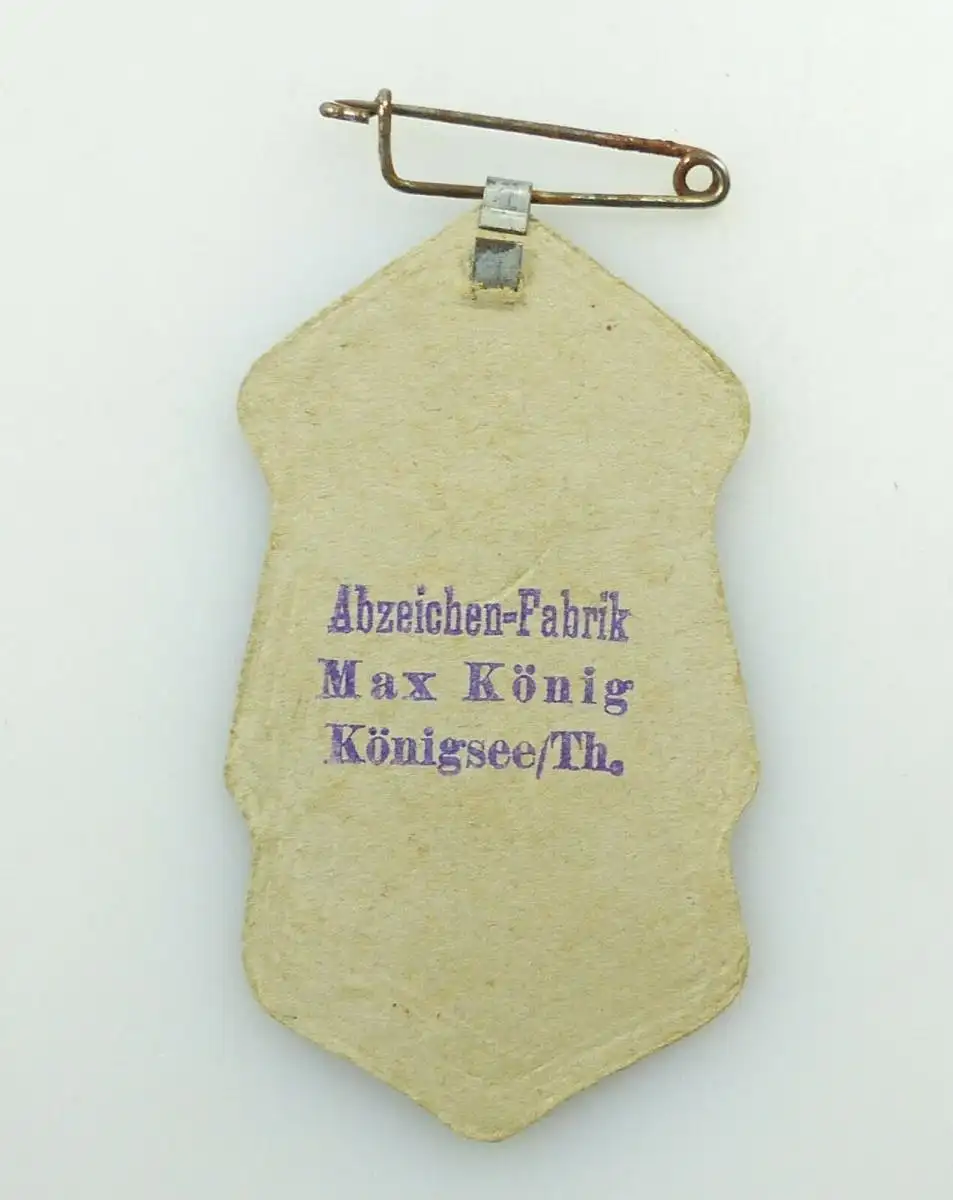 Abzeichen-Fabrik
Max König
Königsee/Th.